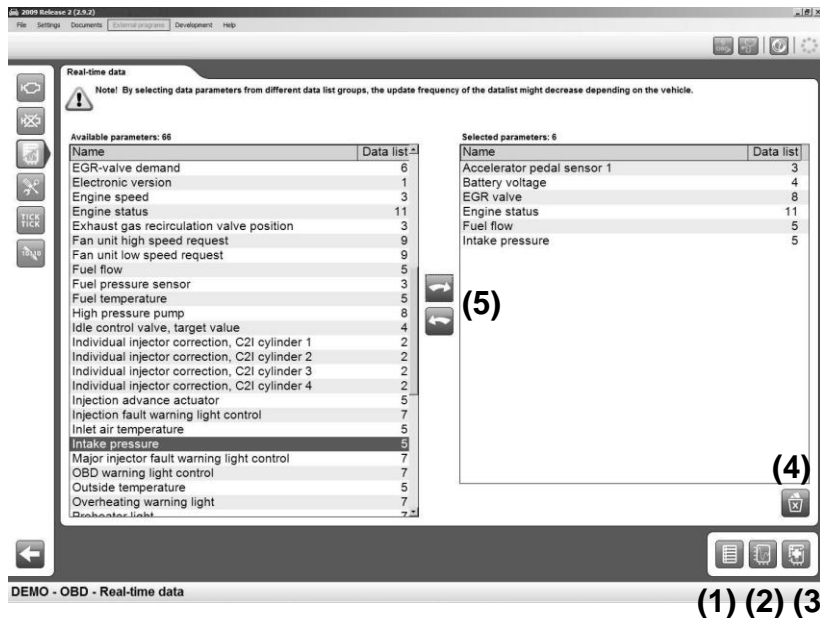 2009 Release 2 (2.9.2)
File Settings Documents External programs Development Help
Real-time data
Note! By selecting data parameters from different data list groups, the update frequency of the datalist might decrease depending on the vehicle.
Available parameters: 66
Name Data list
EGR-valve demand 6
Electronic version 1
Engine speed 3
Engine status 11
Exhaust gas recirculation valve position 3
Fan unit high speed request 9
Fan unit low speed request 9
Fuel flow 5
Fuel pressure sensor 3
Fuel temperature 5
High pressure pump 8
Idle control valve, target value 4
Individual injector correction, C2I cylinder 1 2
Individual injector correction, C2I cylinder 2 2
Individual injector correction, C2I cylinder 3 2
Individual injector correction, C2I cylinder 4 2
Injection advance actuator 5
Injection fault warning light control 7
Inlet air temperature 5
Intake pressure 5
Major injector fault warning light control 7
OBD warning light control 7
Outside temperature 5
Overheating warning light 7
Preheater light 7
Selected parameters: 6
Name Data list
Accelerator pedal sensor 1 3
Battery voltage 4
EGR valve 8
Engine status 11
Fuel flow 5
Intake pressure 5
(5)
(4)
TICK
TICK
DEMO - OBD - Real-time data
(1) (2) (3